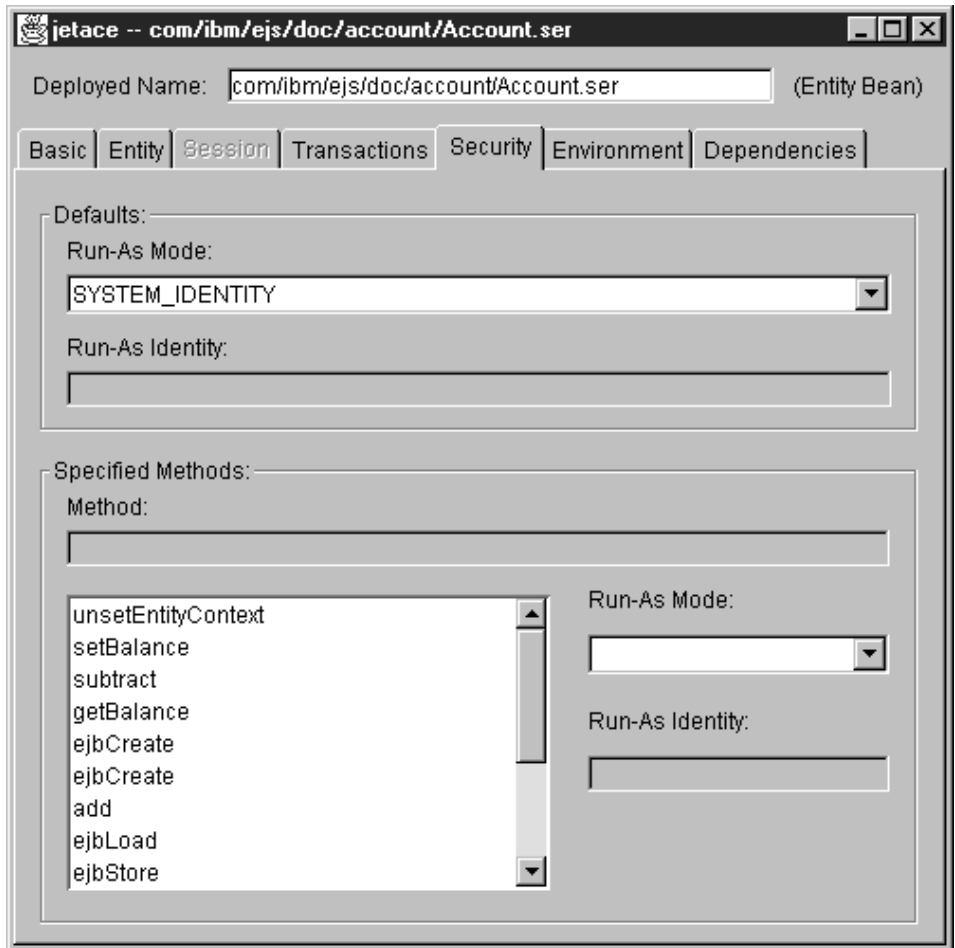 jetace -- com/ibm/ejs/doc/account/Account.ser
Deployed Name: com/ibm/ejs/doc/account/Account.ser (Entity Bean)
Basic Entity Session Transactions Security Environment Dependencies
Defaults:
Run-As Mode:
SYSTEM_IDENTITY
Run-As Identity:
Specified Methods:
Method:
unsetEntityContext
setBalance
subtract
getBalance
ejbCreate
ejbCreate
add
ejbLoad
ejbStore
Run-As Mode:
Run-As Identity: